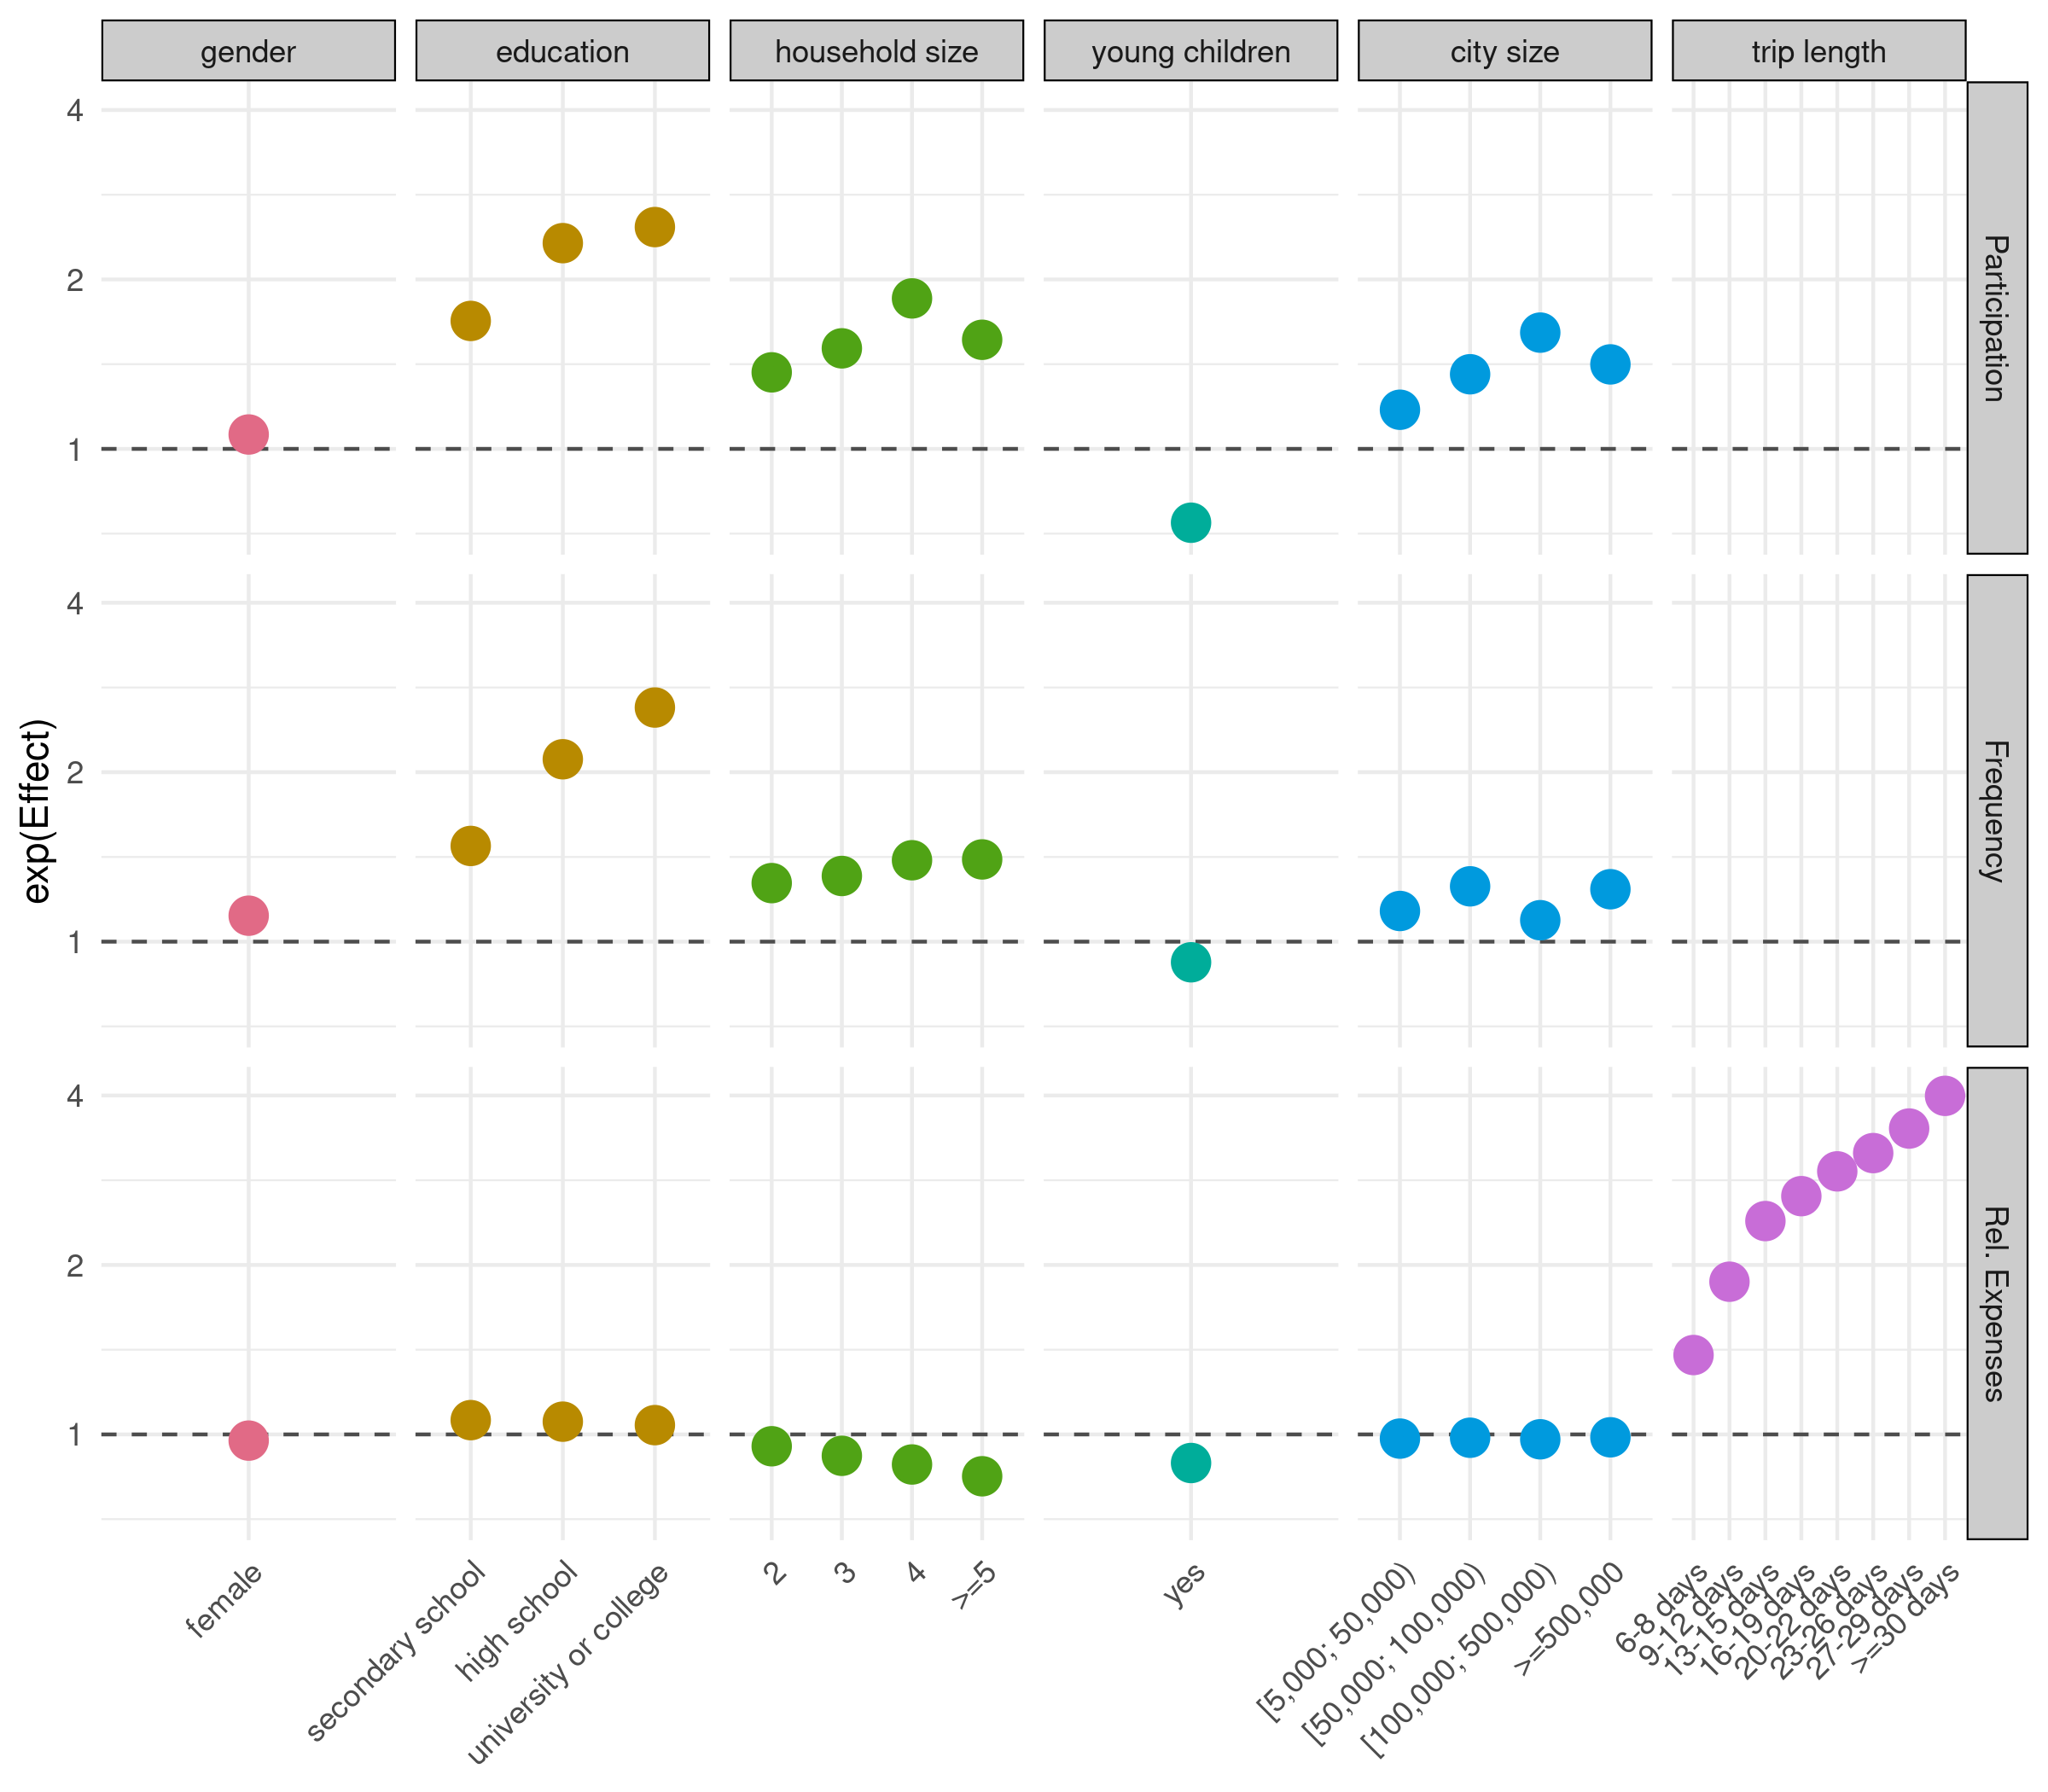 gender
education
household size
young children
city size
trip length
4
2
1
Participation
4
2
1
Frequency
exp(Effect)
4
2
1
Rel. Expenses
female
secondary school
high school
university or college
2
3
4
>=5
yes
[5,000; 50,000)
[50,000; 100,000)
[100,000; 500,000)
>=500,000
6-8 days
9-12 days
13-15 days
16-19 days
20-22 days
23-26 days
27-29 days
>=30 days